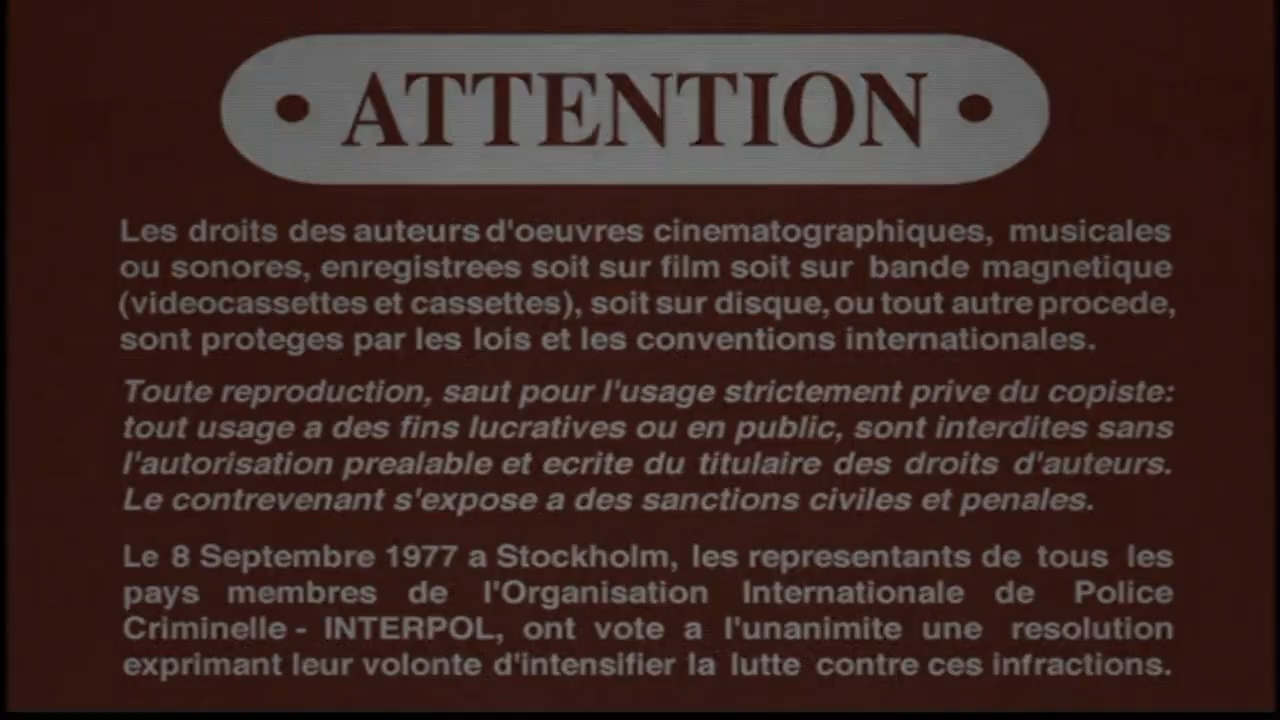 • ATTENTION •
Les droits des auteurs d'oeuvres cinematographiques, musicales
ou sonores, enregistrees soit sur film soit sur bande magnetique
(videocassettes et cassettes), soit sur disque, ou tout autre procede,
sont proteges par les lois et les conventions internationales.
Toute reproduction, saut pour l'usage strictement prive du copiste:
tout usage a des fins lucratives ou en public, sont interdites sans
l'autorisation prealable et ecrite du titulaire des droits d'auteurs.
Le contrevenant s'expose a des sanctions civiles et penales.
Le 8 Septembre 1977 a Stockholm, les representants de tous les
pays membres de l'Organisation Internationale de Police
Criminelle - INTERPOL, ont vote a l'unanimite une resolution
exprimant leur volonte d'intensifier la lutte contre ces infractions.